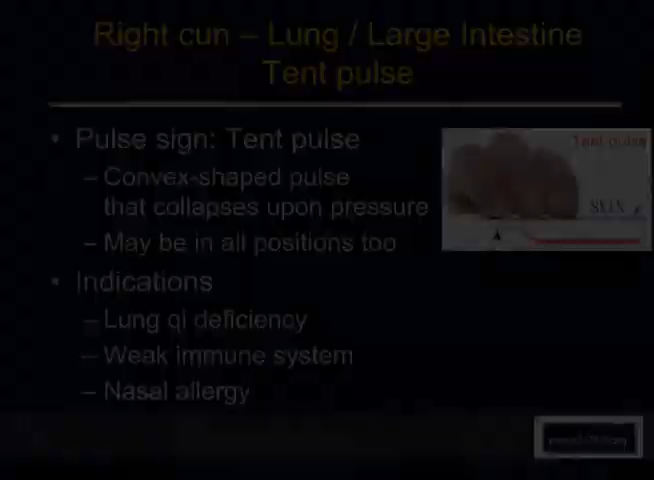 Right cun – Lung / Large Intestine
Tent pulse
• Pulse sign: Tent pulse
– Convex-shaped pulse
that collapses upon pressure
– May be in all positions too
• Indications
– Lung qi deficiency
– Weak immune system
– Nasal allergy
Tent pulse
SKIN